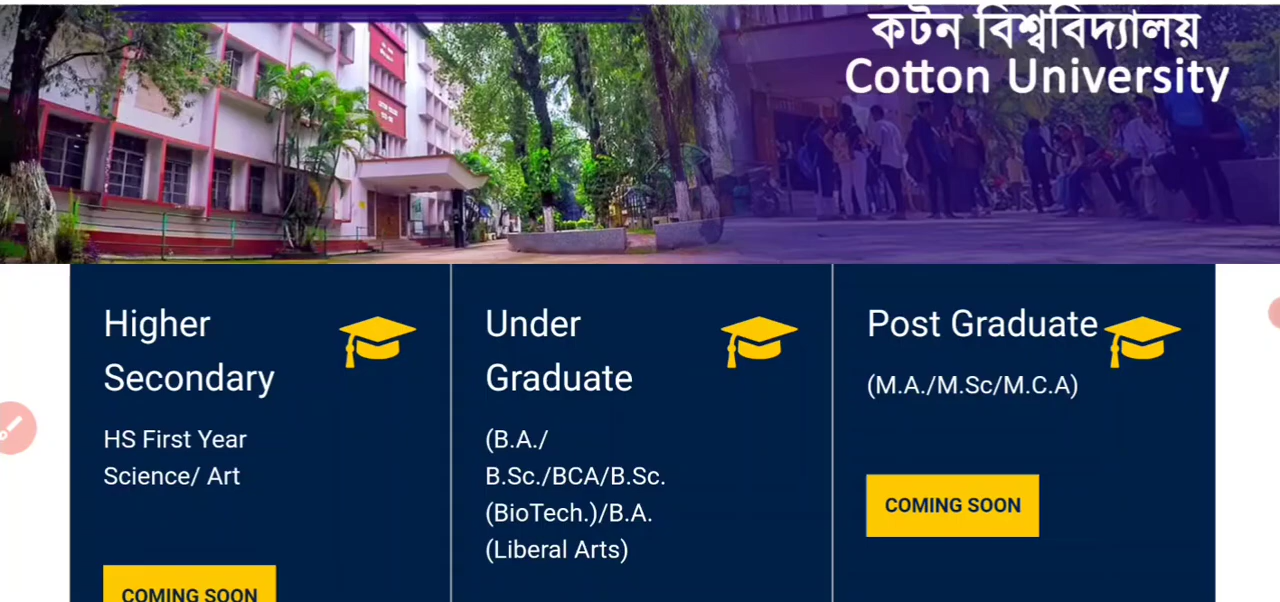 কটন বিশ্ববিদ্যালয়
Cotton University
Higher
Secondary
HS First Year
Science/ Art
COMING SOON
Under
Graduate
(B.A./
B.Sc./BCA/B.Sc.
(BioTech.)/B.A.
(Liberal Arts)
Post Graduate
(M.A./M.Sc/M.C.A)
COMING SOON